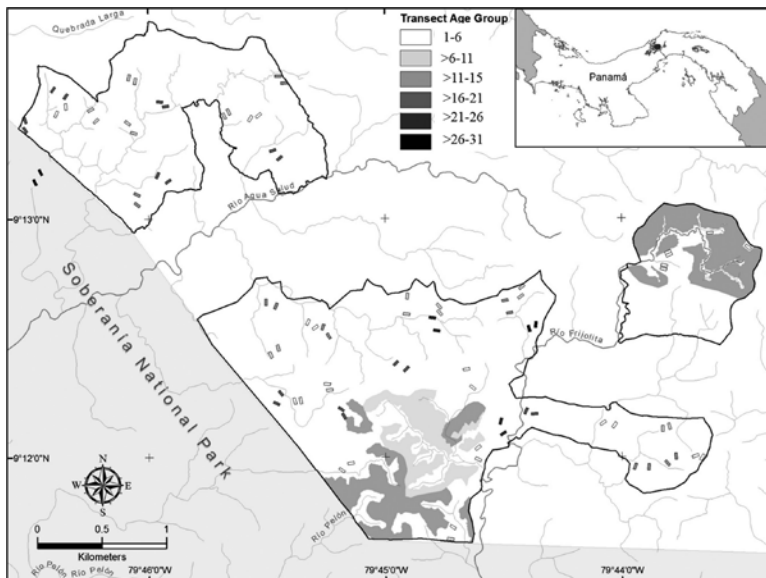 Quebrada Larga
Transect Age Group
1-6
>6-11
>11-15
>16-21
>21-26
>26-31
Panamá
Río Agua Salud
9°13'0"N
Soberanía National Park
Río Frijolita
9°12'0"N
N
W E
S
Río Pelón
0 0.5 1
Kilometers
Río Pelón Río Pelón
79°46'0"W 79°45'0"W 79°44'0"W